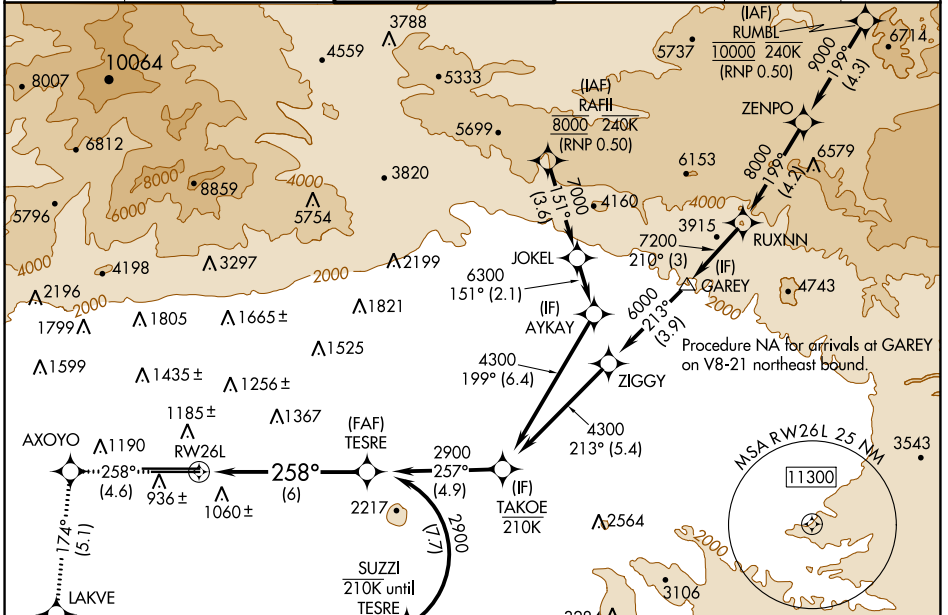 3788
(IAF)
RUMBL
10000 240K
(RNP 0.50)
6714
4559
5737
9000
199°
(4.3)
10064
8007
5333
(IAF)
RAFII
8000 240K
(RNP 0.50)
ZENPO
5699
6812
8000
199°
(4.2)
6579
6153
8000
8859
4000
3820
7000
151°
(3.6)
6000
5796
5754
4160
4000
3915
RUXNN
7200
210° (3)
JOKEL
4000
4198
3297
2000
2199
6300
151° (2.1)
(IF)
GAREY
4743
2196
2000
(IF)
AYKAY
6000
213°
(3.9)
2000
1799
1805
1665±
1821
Procedure NA for arrivals at GAREY
on V8-21 northeast bound.
1525
1599
4300
199° (6.4)
ZIGGY
1435±
1256±
4300
213° (5.4)
1185±
1367
(FAF)
TESRE
AXOYO
1190
RW26L
2900
257°
(4.9)
MSA RW26L 25 NM
3543
258°
(4.6)
258°
(6)
(IF)
TAKOE
210K
11300
936±
1060±
2217
2564
174°
(5.1)
2900
(7.7)
2000
SUZZI
210K until
TESRE
3106
LAKVE